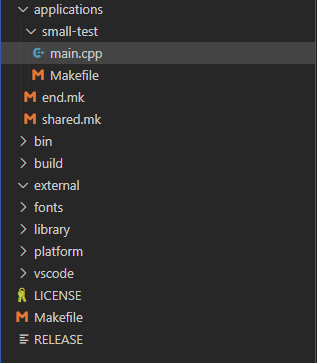 applications
small-test
main.cpp
Makefile
end.mk
shared.mk
bin
build
external
fonts
library
platform
vscode
LICENSE
Makefile
RELEASE